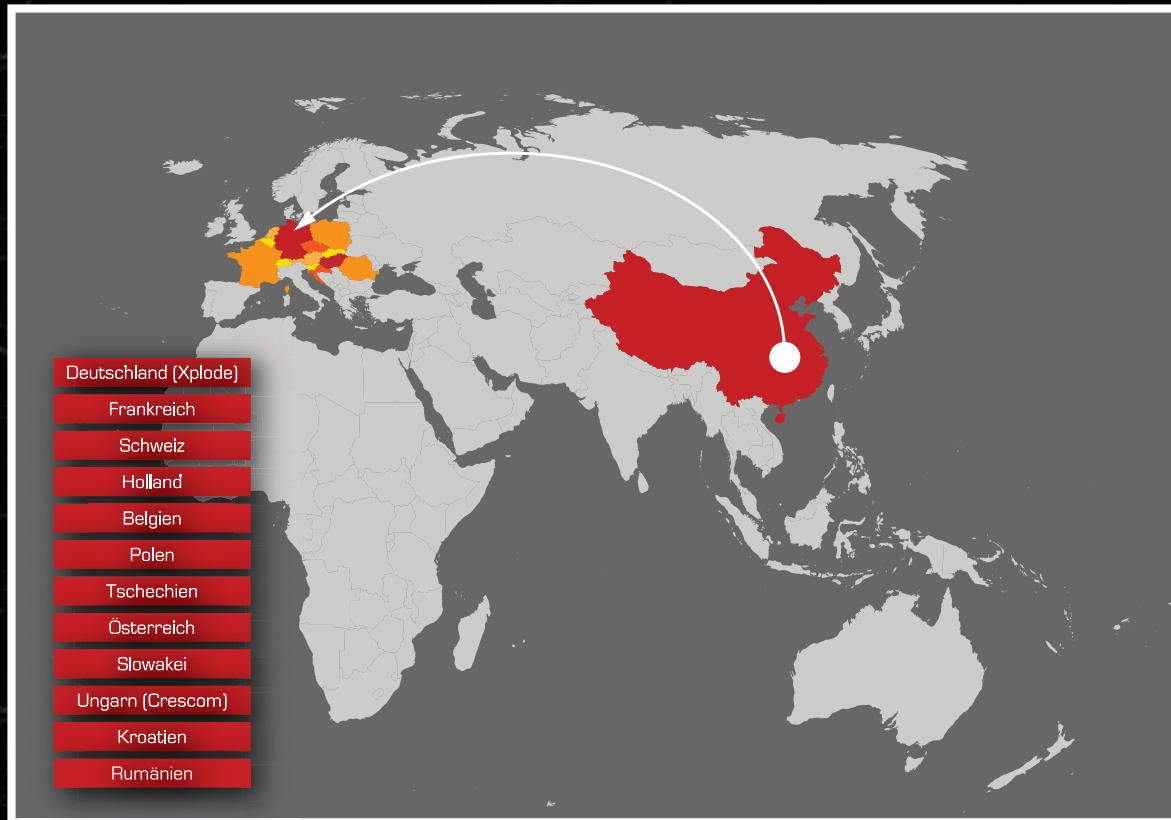 Deutschland (Xplode)
Frankreich
Schweiz
Holland
Belgien
Polen
Tschechien
Österreich
Slowakei
Ungarn (Crescom)
Kroatien
Rumänien